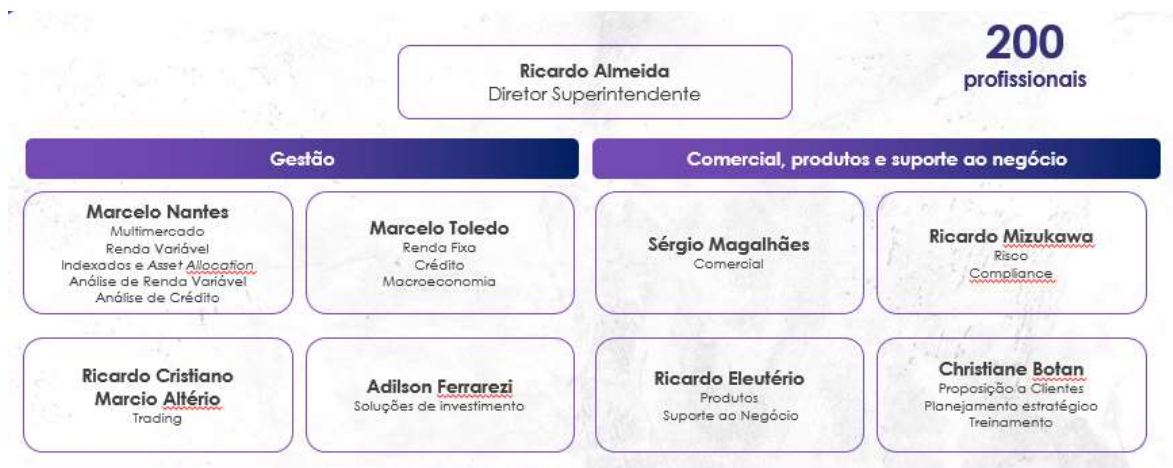 200
profissionais
Ricardo Almeida
Diretor Superintendente
Gestão
Marcelo Nantes
Multimercado
Renda Variável
Indexados e Asset Allocation
Análise de Renda Variável
Análise de Crédito
Marcelo Toledo
Renda Fixa
Crédito
Macroeconomia
Ricardo Cristiano
Marcio Altério
Trading
Adilson Ferrarezi
Soluções de investimento
Comercial, produtos e suporte ao negócio
Sérgio Magalhães
Comercial
Ricardo Mizukawa
Risco
Compliance
Ricardo Eleutério
Produtos
Suporte ao Negócio
Christiane Botan
Proposição a Clientes
Planejamento estratégico
Treinamento